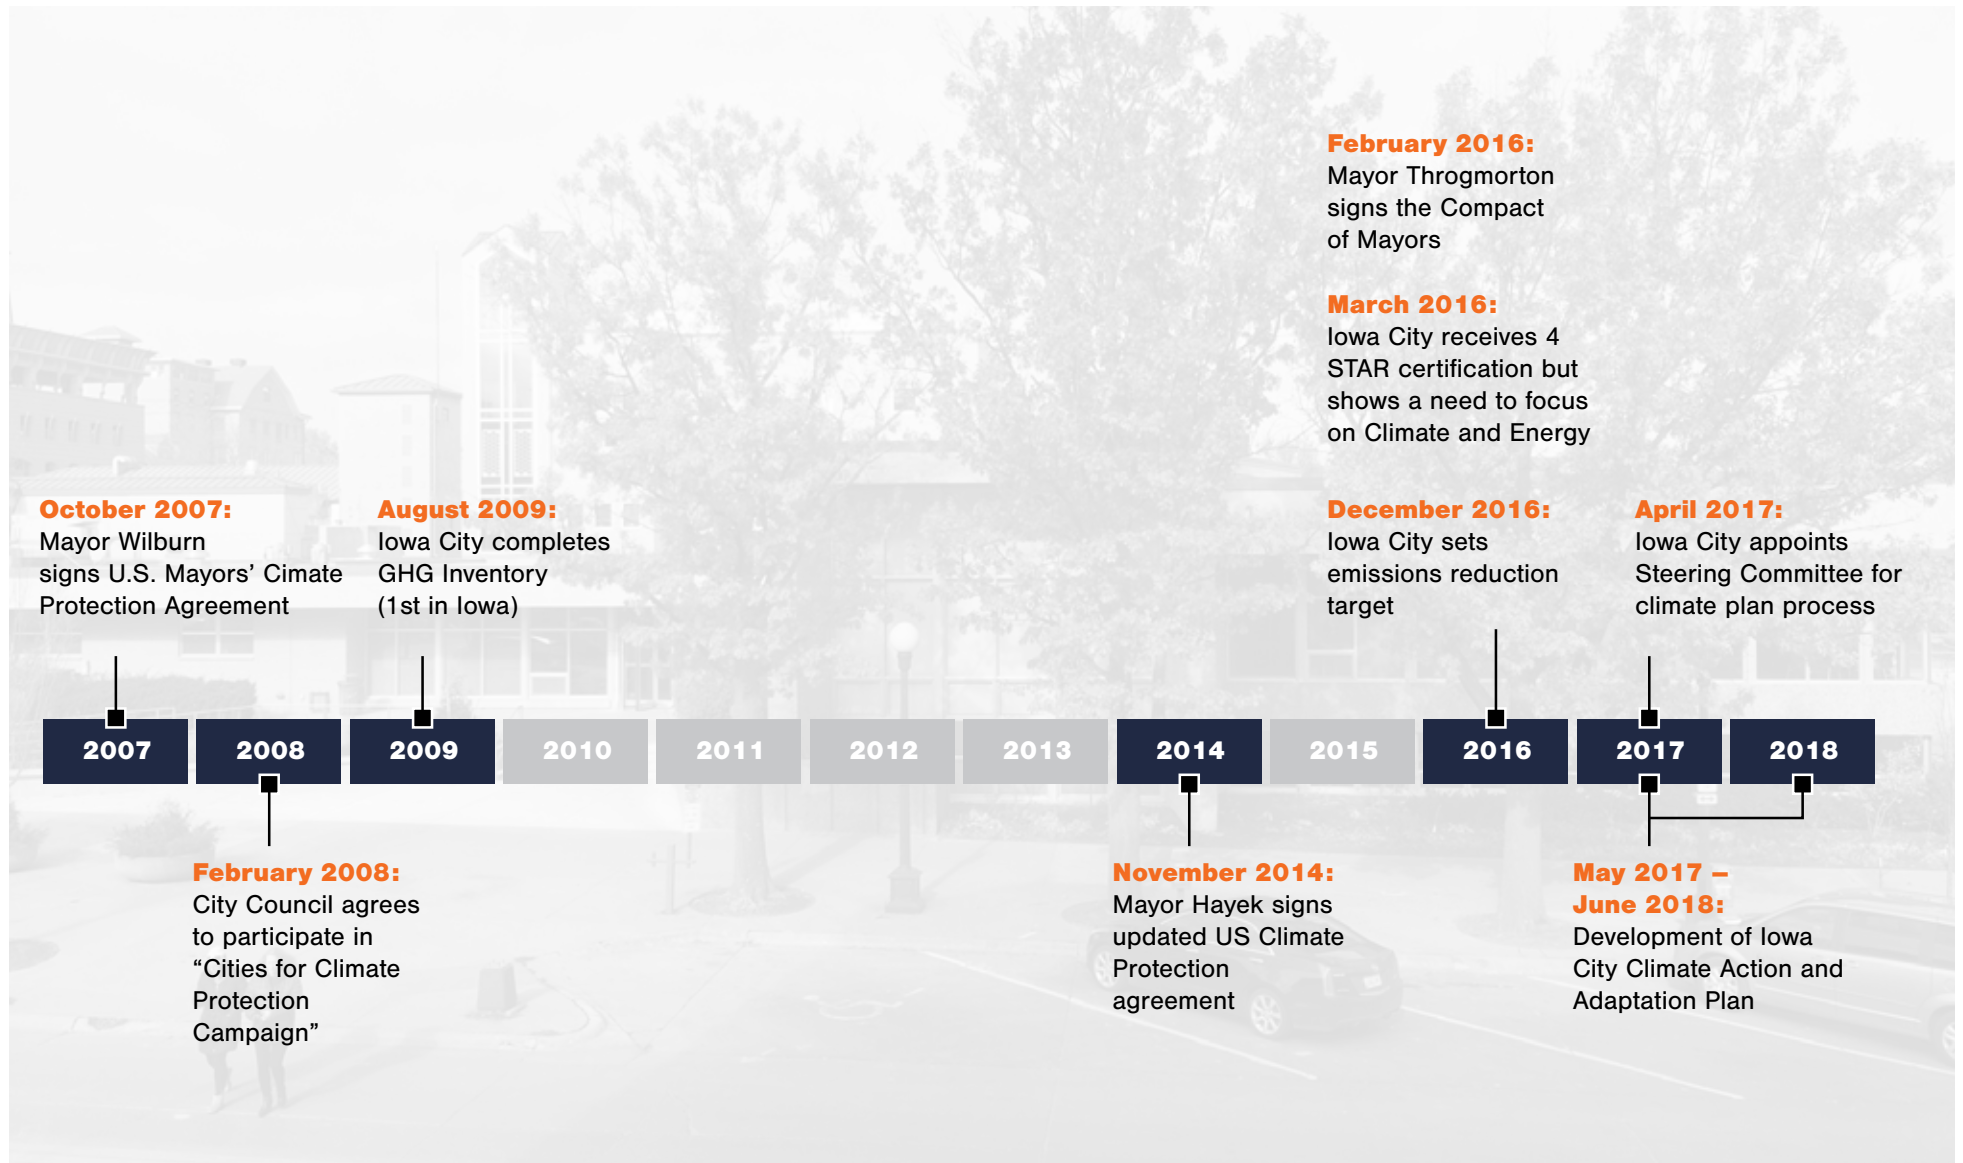 February 2016:
Mayor Throgmorton
signs the Compact
of Mayors
March 2016:
Iowa City receives 4
STAR certification but
shows a need to focus
on Climate and Energy
October 2007:
Mayor Wilburn
signs U.S. Mayors’ Cimate
Protection Agreement
August 2009:
Iowa City completes
GHG Inventory
(1st in Iowa)
December 2016:
Iowa City sets
emissions reduction
target
April 2017:
Iowa City appoints
Steering Committee for
climate plan process
2007 2008 2009 2010 2011 2012 2013 2014 2015 2016 2017 2018
February 2008:
City Council agrees
to participate in
“Cities for Climate
Protection
Campaign”
November 2014:
Mayor Hayek signs
updated US Climate
Protection
agreement
May 2017 –
June 2018:
Development of Iowa
City Climate Action and
Adaptation Plan